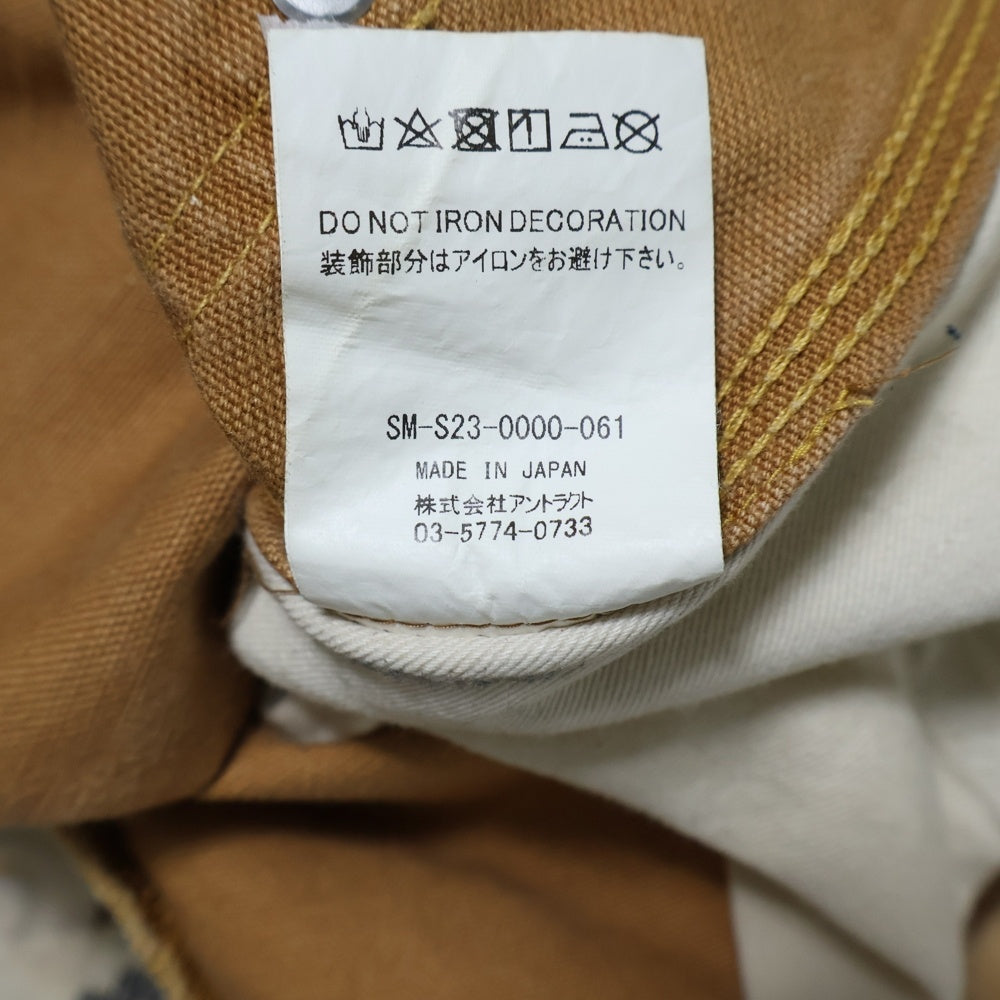 DO NOT IRON DECORATION
装飾部分はアイロンをお避け下さい。
SM-S23-0000-061
MADE IN JAPAN
株式会社アントラクト
03-5774-0733